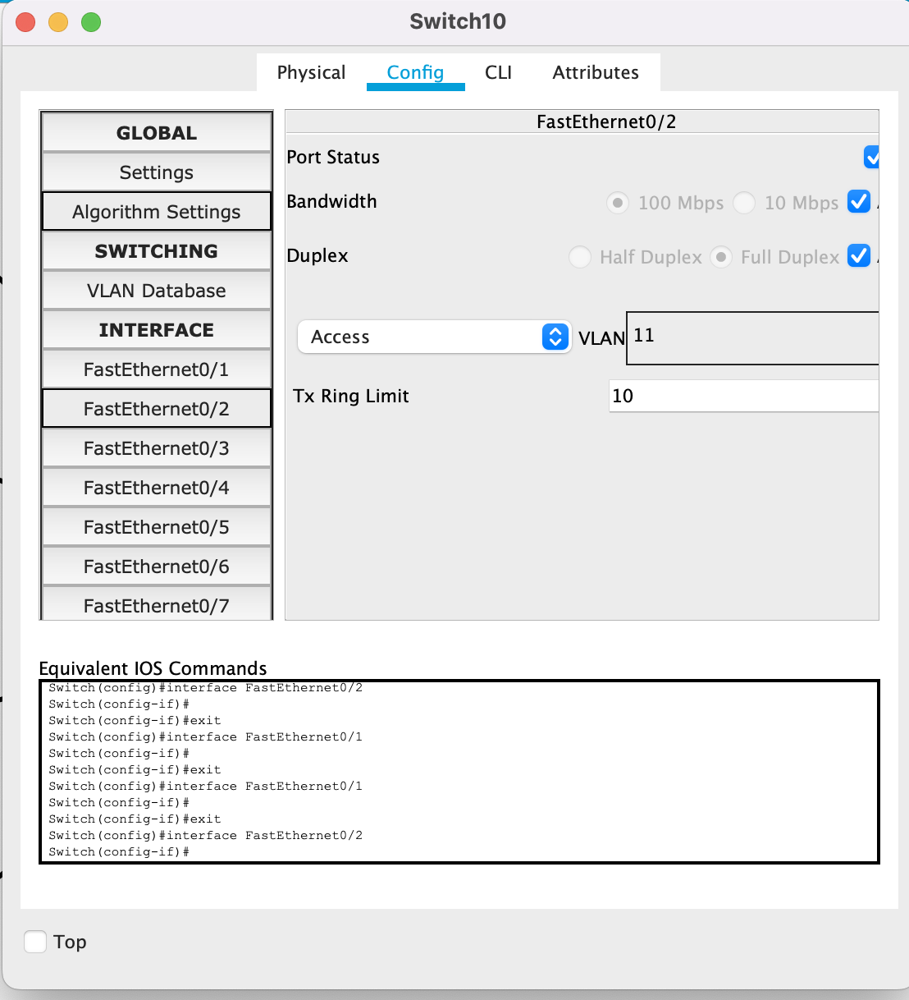 Switch10
Physical Config CLI Attributes
GLOBAL
Settings
Algorithm Settings
SWITCHING
VLAN Database
INTERFACE
FastEthernet0/1
FastEthernet0/2
FastEthernet0/3
FastEthernet0/4
FastEthernet0/5
FastEthernet0/6
FastEthernet0/7
FastEthernet0/2
Port Status
Bandwidth 100 Mbps 10 Mbps
Duplex Half Duplex Full Duplex
Access VLAN 11
Tx Ring Limit 10
Equivalent IOS Commands
Switch(config)#interface FastEthernet0/2
Switch(config-if)#
Switch(config-if)#exit
Switch(config)#interface FastEthernet0/1
Switch(config-if)#
Switch(config-if)#exit
Switch(config)#interface FastEthernet0/1
Switch(config-if)#
Switch(config-if)#exit
Switch(config)#interface FastEthernet0/2
Switch(config-if)#
Top